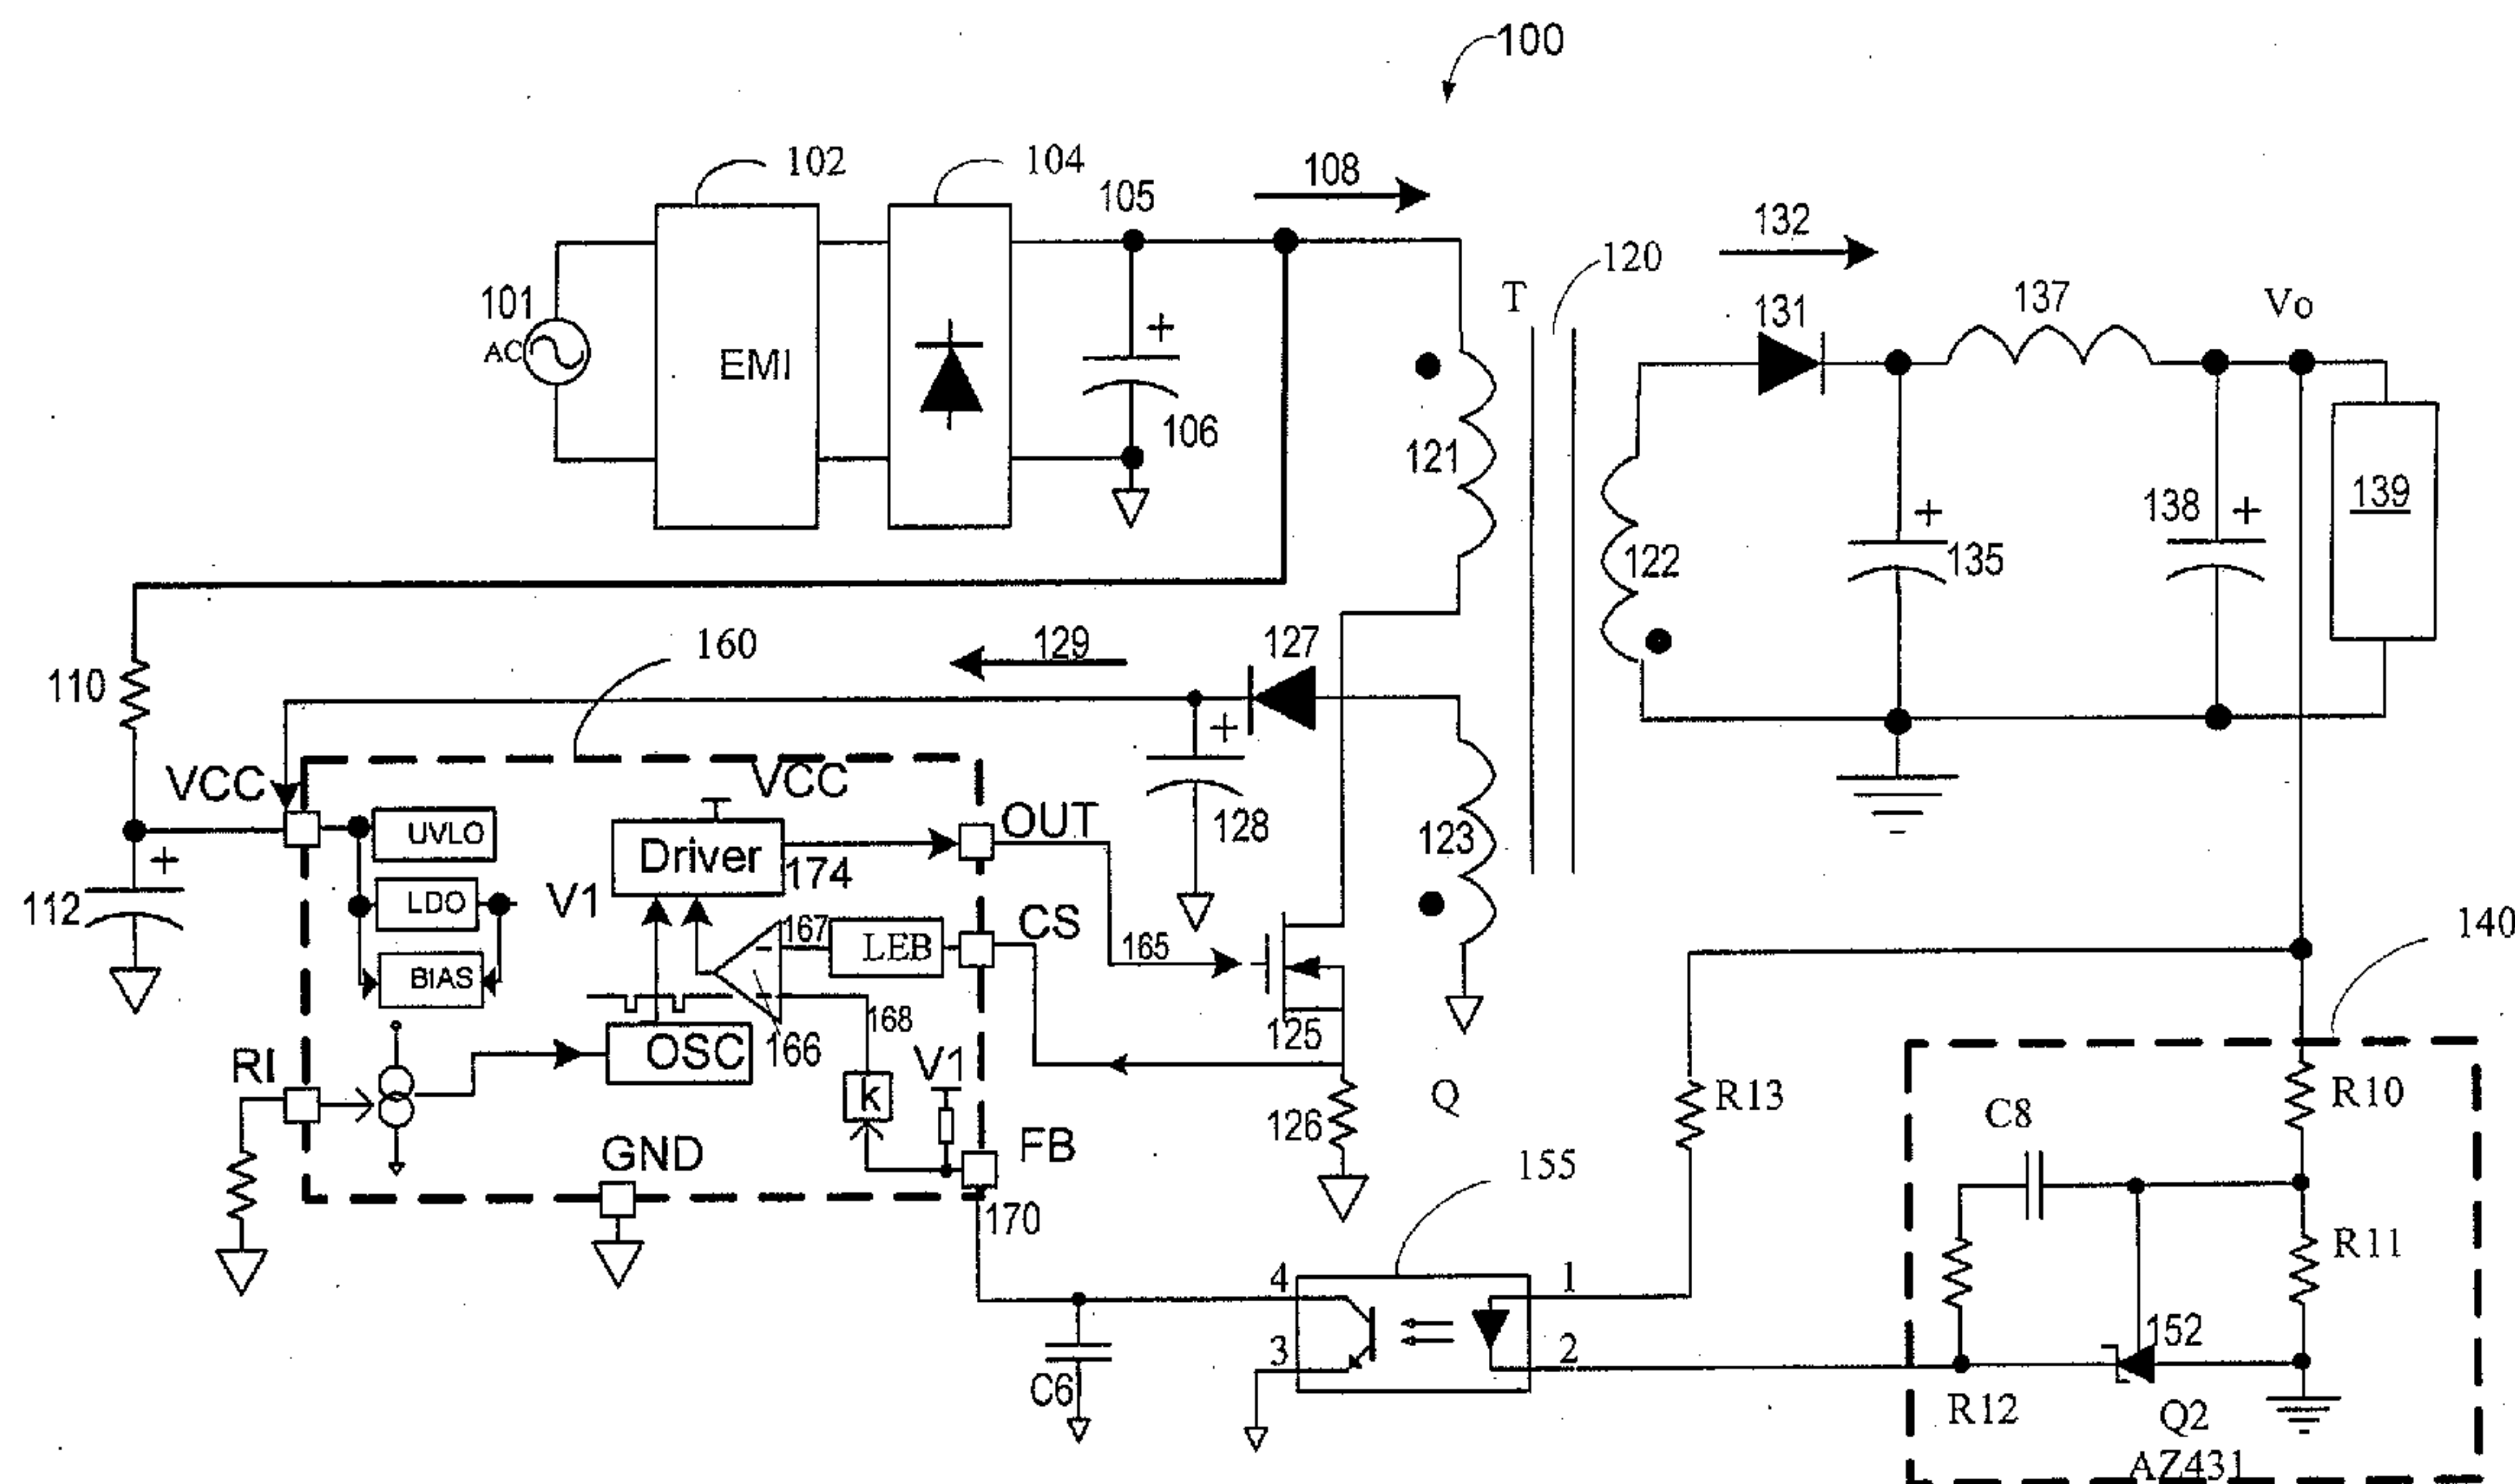 100
102
104
105
108
132
120
101
AC
EMI
T
131
137
Vo
106
121
139
138
122
135
160
129
127
110
VCC
VCC
UVLO
OUT
128
123
Driver
174
112
LDO
V1
CS
140
167
LEB
165
BIAS
168
125
RI
OSC
166
V1
k
126
Q
R13
C8
R10
GND
FB
155
170
R11
4
1
3
2
152
C6
R12
Q2
AZ431